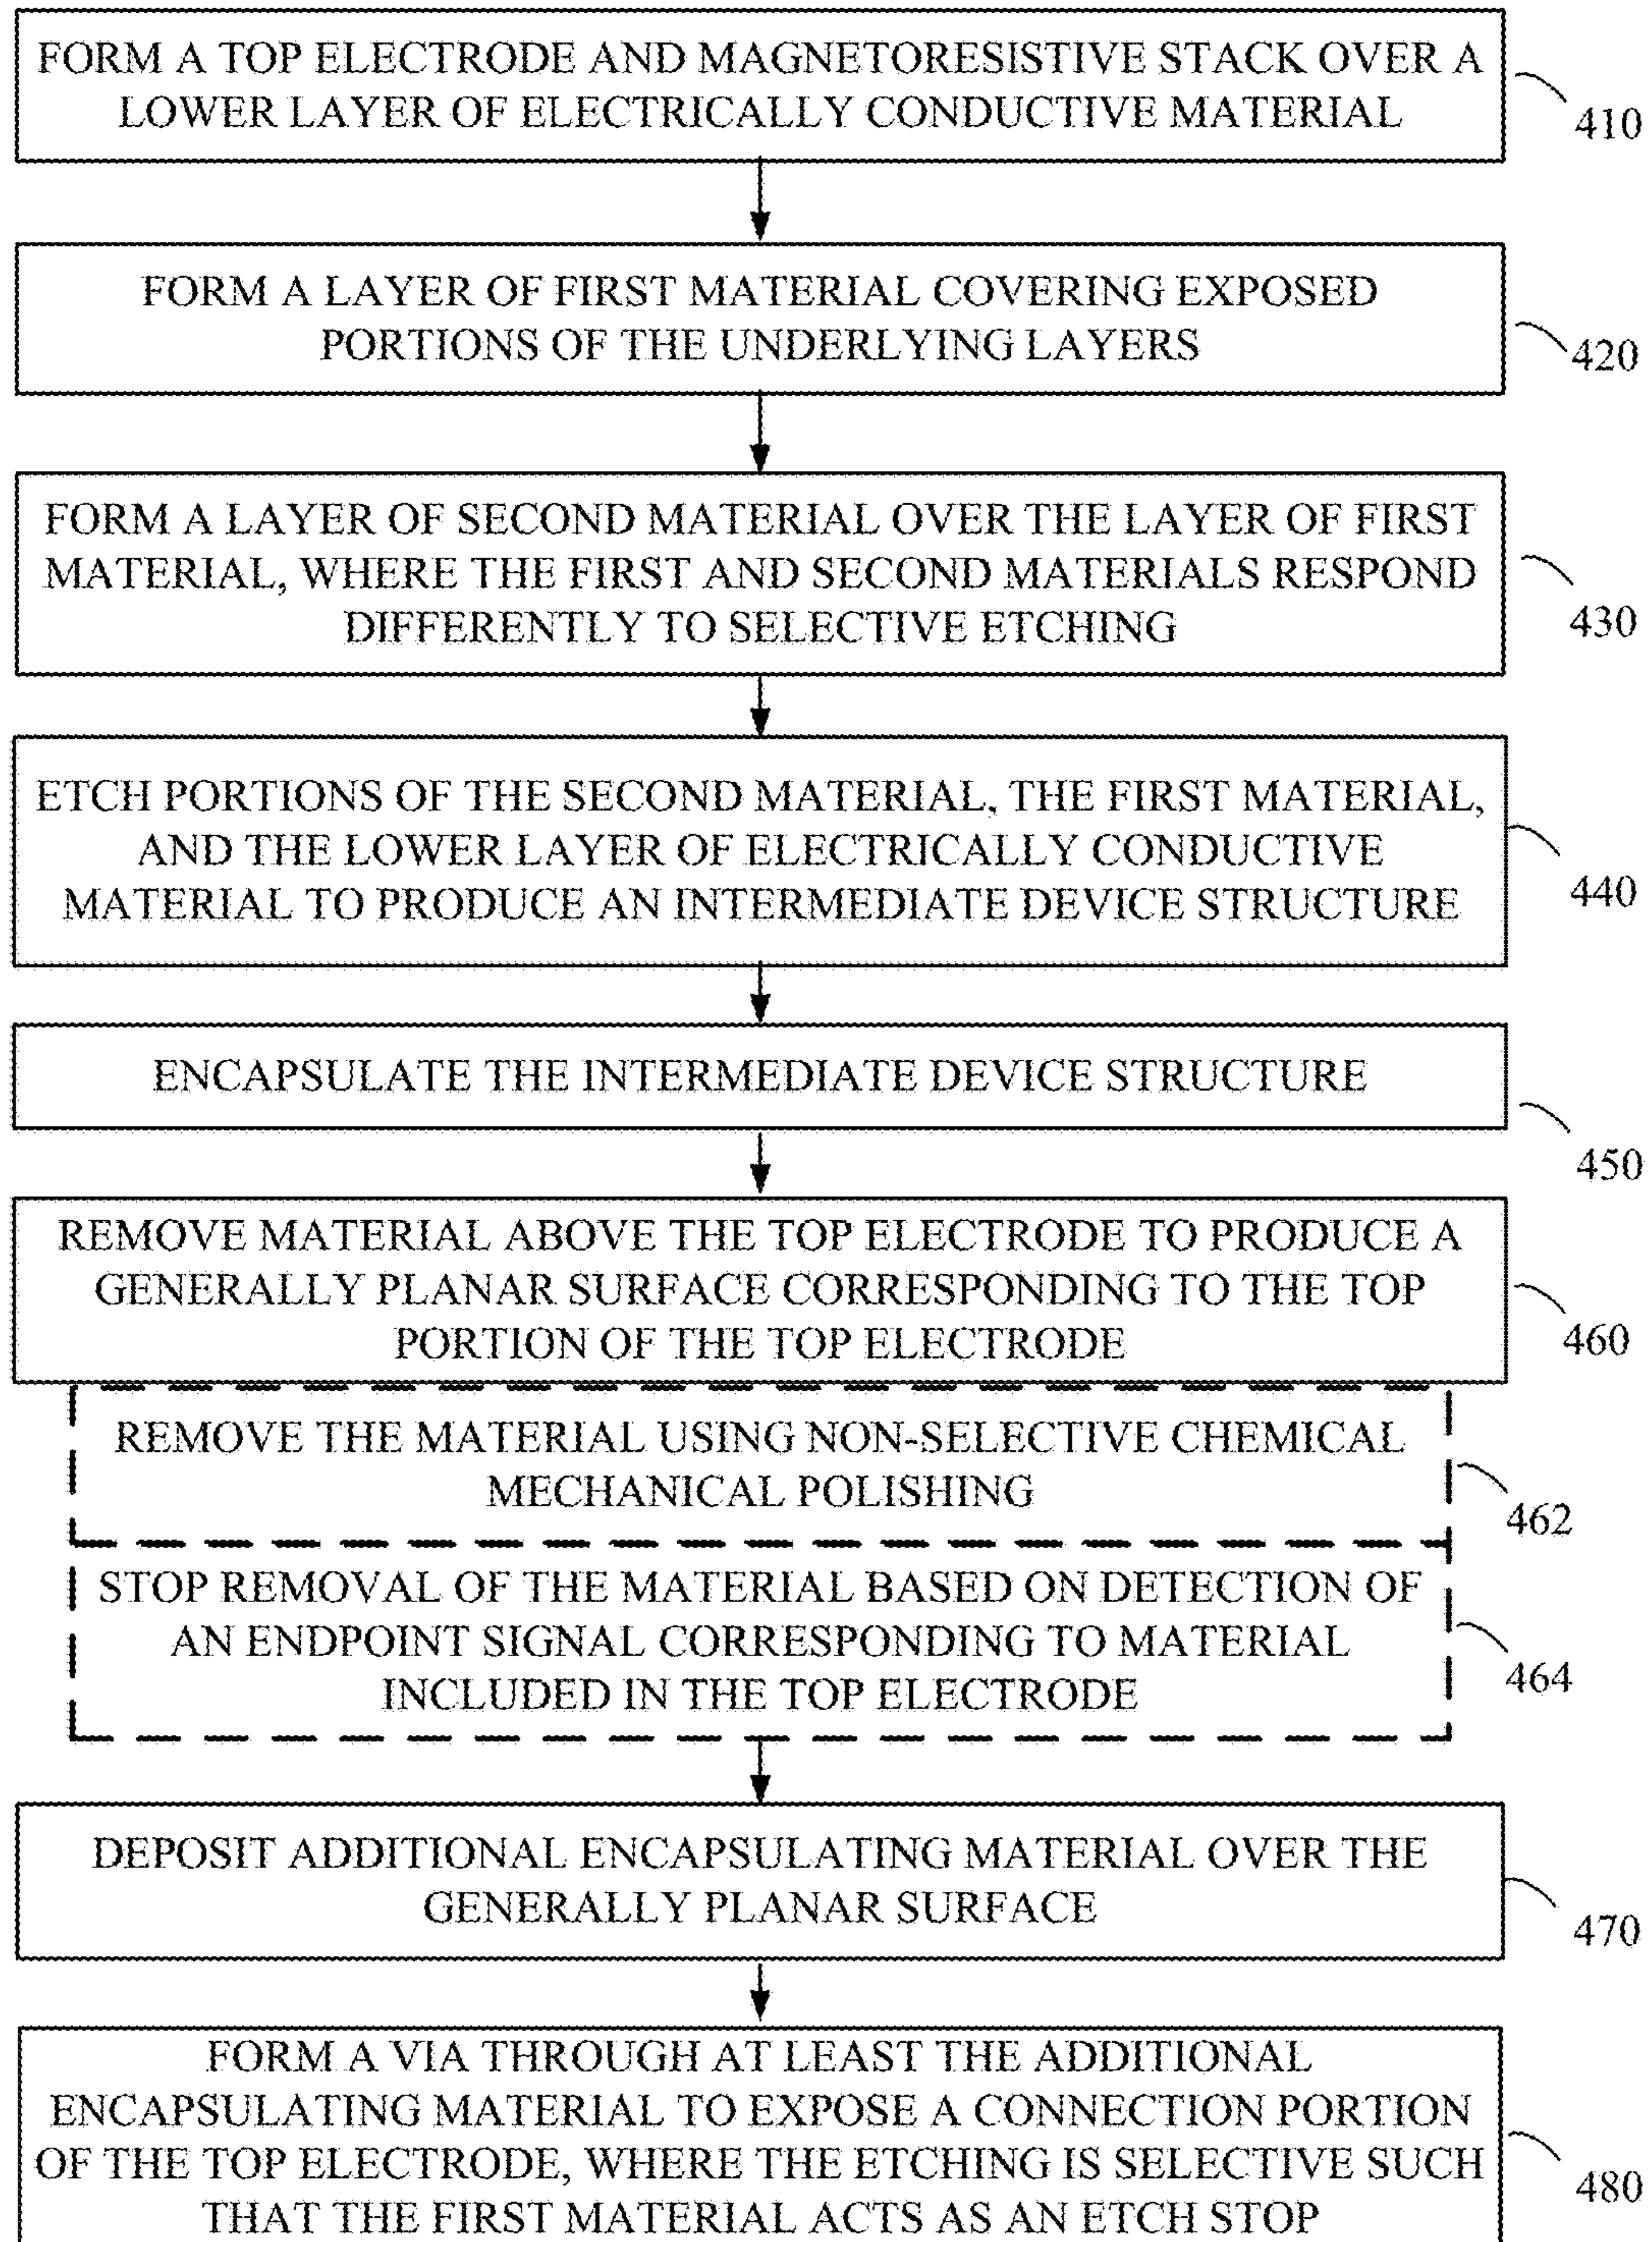 FORM A TOP ELECTRODE AND MAGNETORESISTIVE STACK OVER A
LOWER LAYER OF ELECTRICALLY CONDUCTIVE MATERIAL
410
FORM A LAYER OF FIRST MATERIAL COVERING EXPOSED
PORTIONS OF THE UNDERLYING LAYERS
420
FORM A LAYER OF SECOND MATERIAL OVER THE LAYER OF FIRST
MATERIAL, WHERE THE FIRST AND SECOND MATERIALS RESPOND
DIFFERENTLY TO SELECTIVE ETCHING
430
ETCH PORTIONS OF THE SECOND MATERIAL, THE FIRST MATERIAL,
AND THE LOWER LAYER OF ELECTRICALLY CONDUCTIVE
MATERIAL TO PRODUCE AN INTERMEDIATE DEVICE STRUCTURE
440
ENCAPSULATE THE INTERMEDIATE DEVICE STRUCTURE
450
REMOVE MATERIAL ABOVE THE TOP ELECTRODE TO PRODUCE A
GENERALLY PLANAR SURFACE CORRESPONDING TO THE TOP
PORTION OF THE TOP ELECTRODE
460
REMOVE THE MATERIAL USING NON-SELECTIVE CHEMICAL
MECHANICAL POLISHING
462
STOP REMOVAL OF THE MATERIAL BASED ON DETECTION OF
AN ENDPOINT SIGNAL CORRESPONDING TO MATERIAL
INCLUDED IN THE TOP ELECTRODE
464
DEPOSIT ADDITIONAL ENCAPSULATING MATERIAL OVER THE
GENERALLY PLANAR SURFACE
470
FORM A VIA THROUGH AT LEAST THE ADDITIONAL
ENCAPSULATING MATERIAL TO EXPOSE A CONNECTION PORTION
OF THE TOP ELECTRODE, WHERE THE ETCHING IS SELECTIVE SUCH
THAT THE FIRST MATERIAL ACTS AS AN ETCH STOP
480